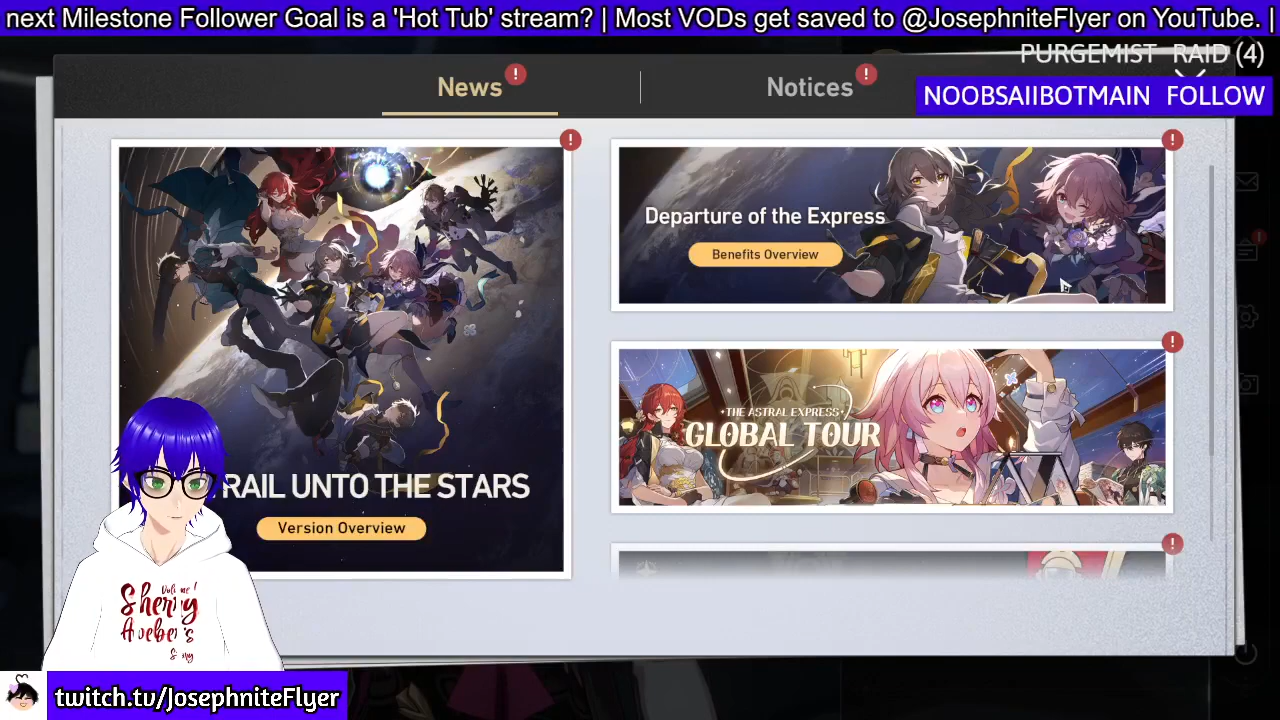 next Milestone Follower Goal is a 'Hot Tub' stream? | Most VODs get saved to @JosephniteFlyer on YouTube. |
PURGEMIST RAID (4)
NOOBSAIIBOTMAIN FOLLOW
News
Notices
Departure of the Express
Benefits Overview
THE ASTRAL EXPRESS
GLOBAL TOUR
RAIL UNTO THE STARS
Version Overview
Sherry
twitch.tv/JosephniteFlyer